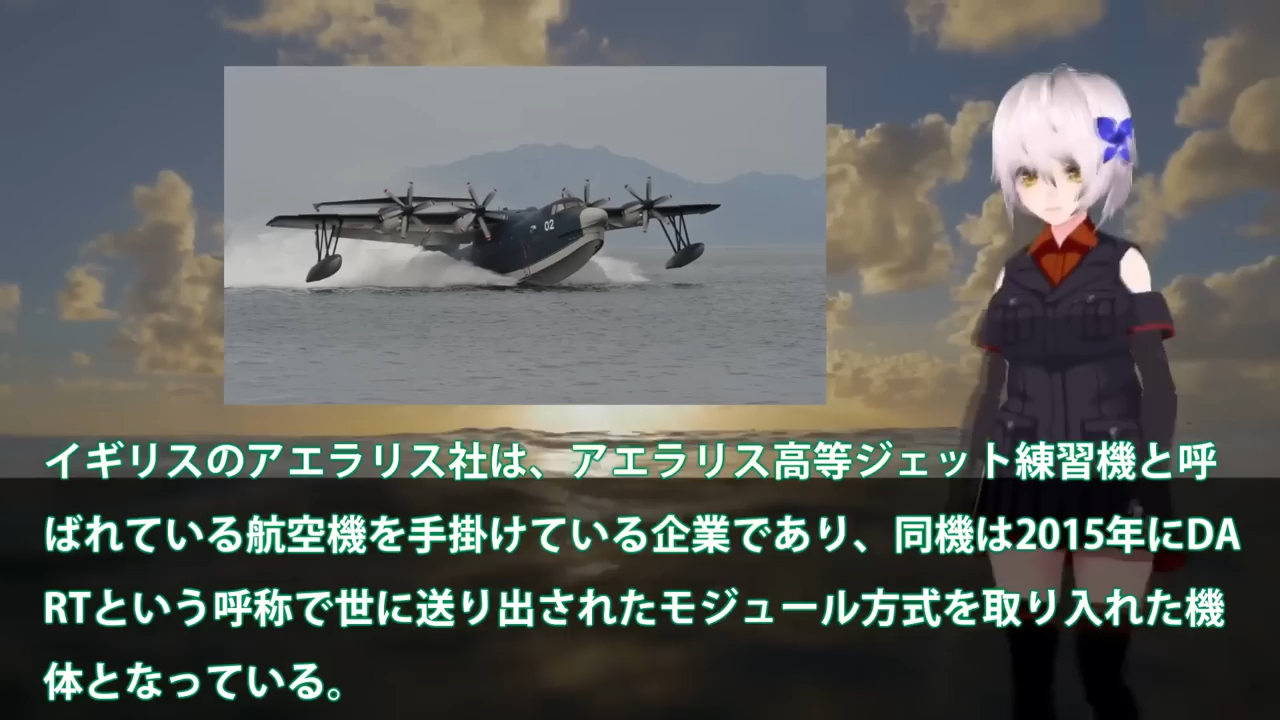 02
イギリスのアエラリス社は、アエラリス高等ジェット練習機と呼
ばれている航空機を手掛けている企業であり、同機は2015年にDA
RTという呼称で世に送り出されたモジュール方式を取り入れた機
体となっている。